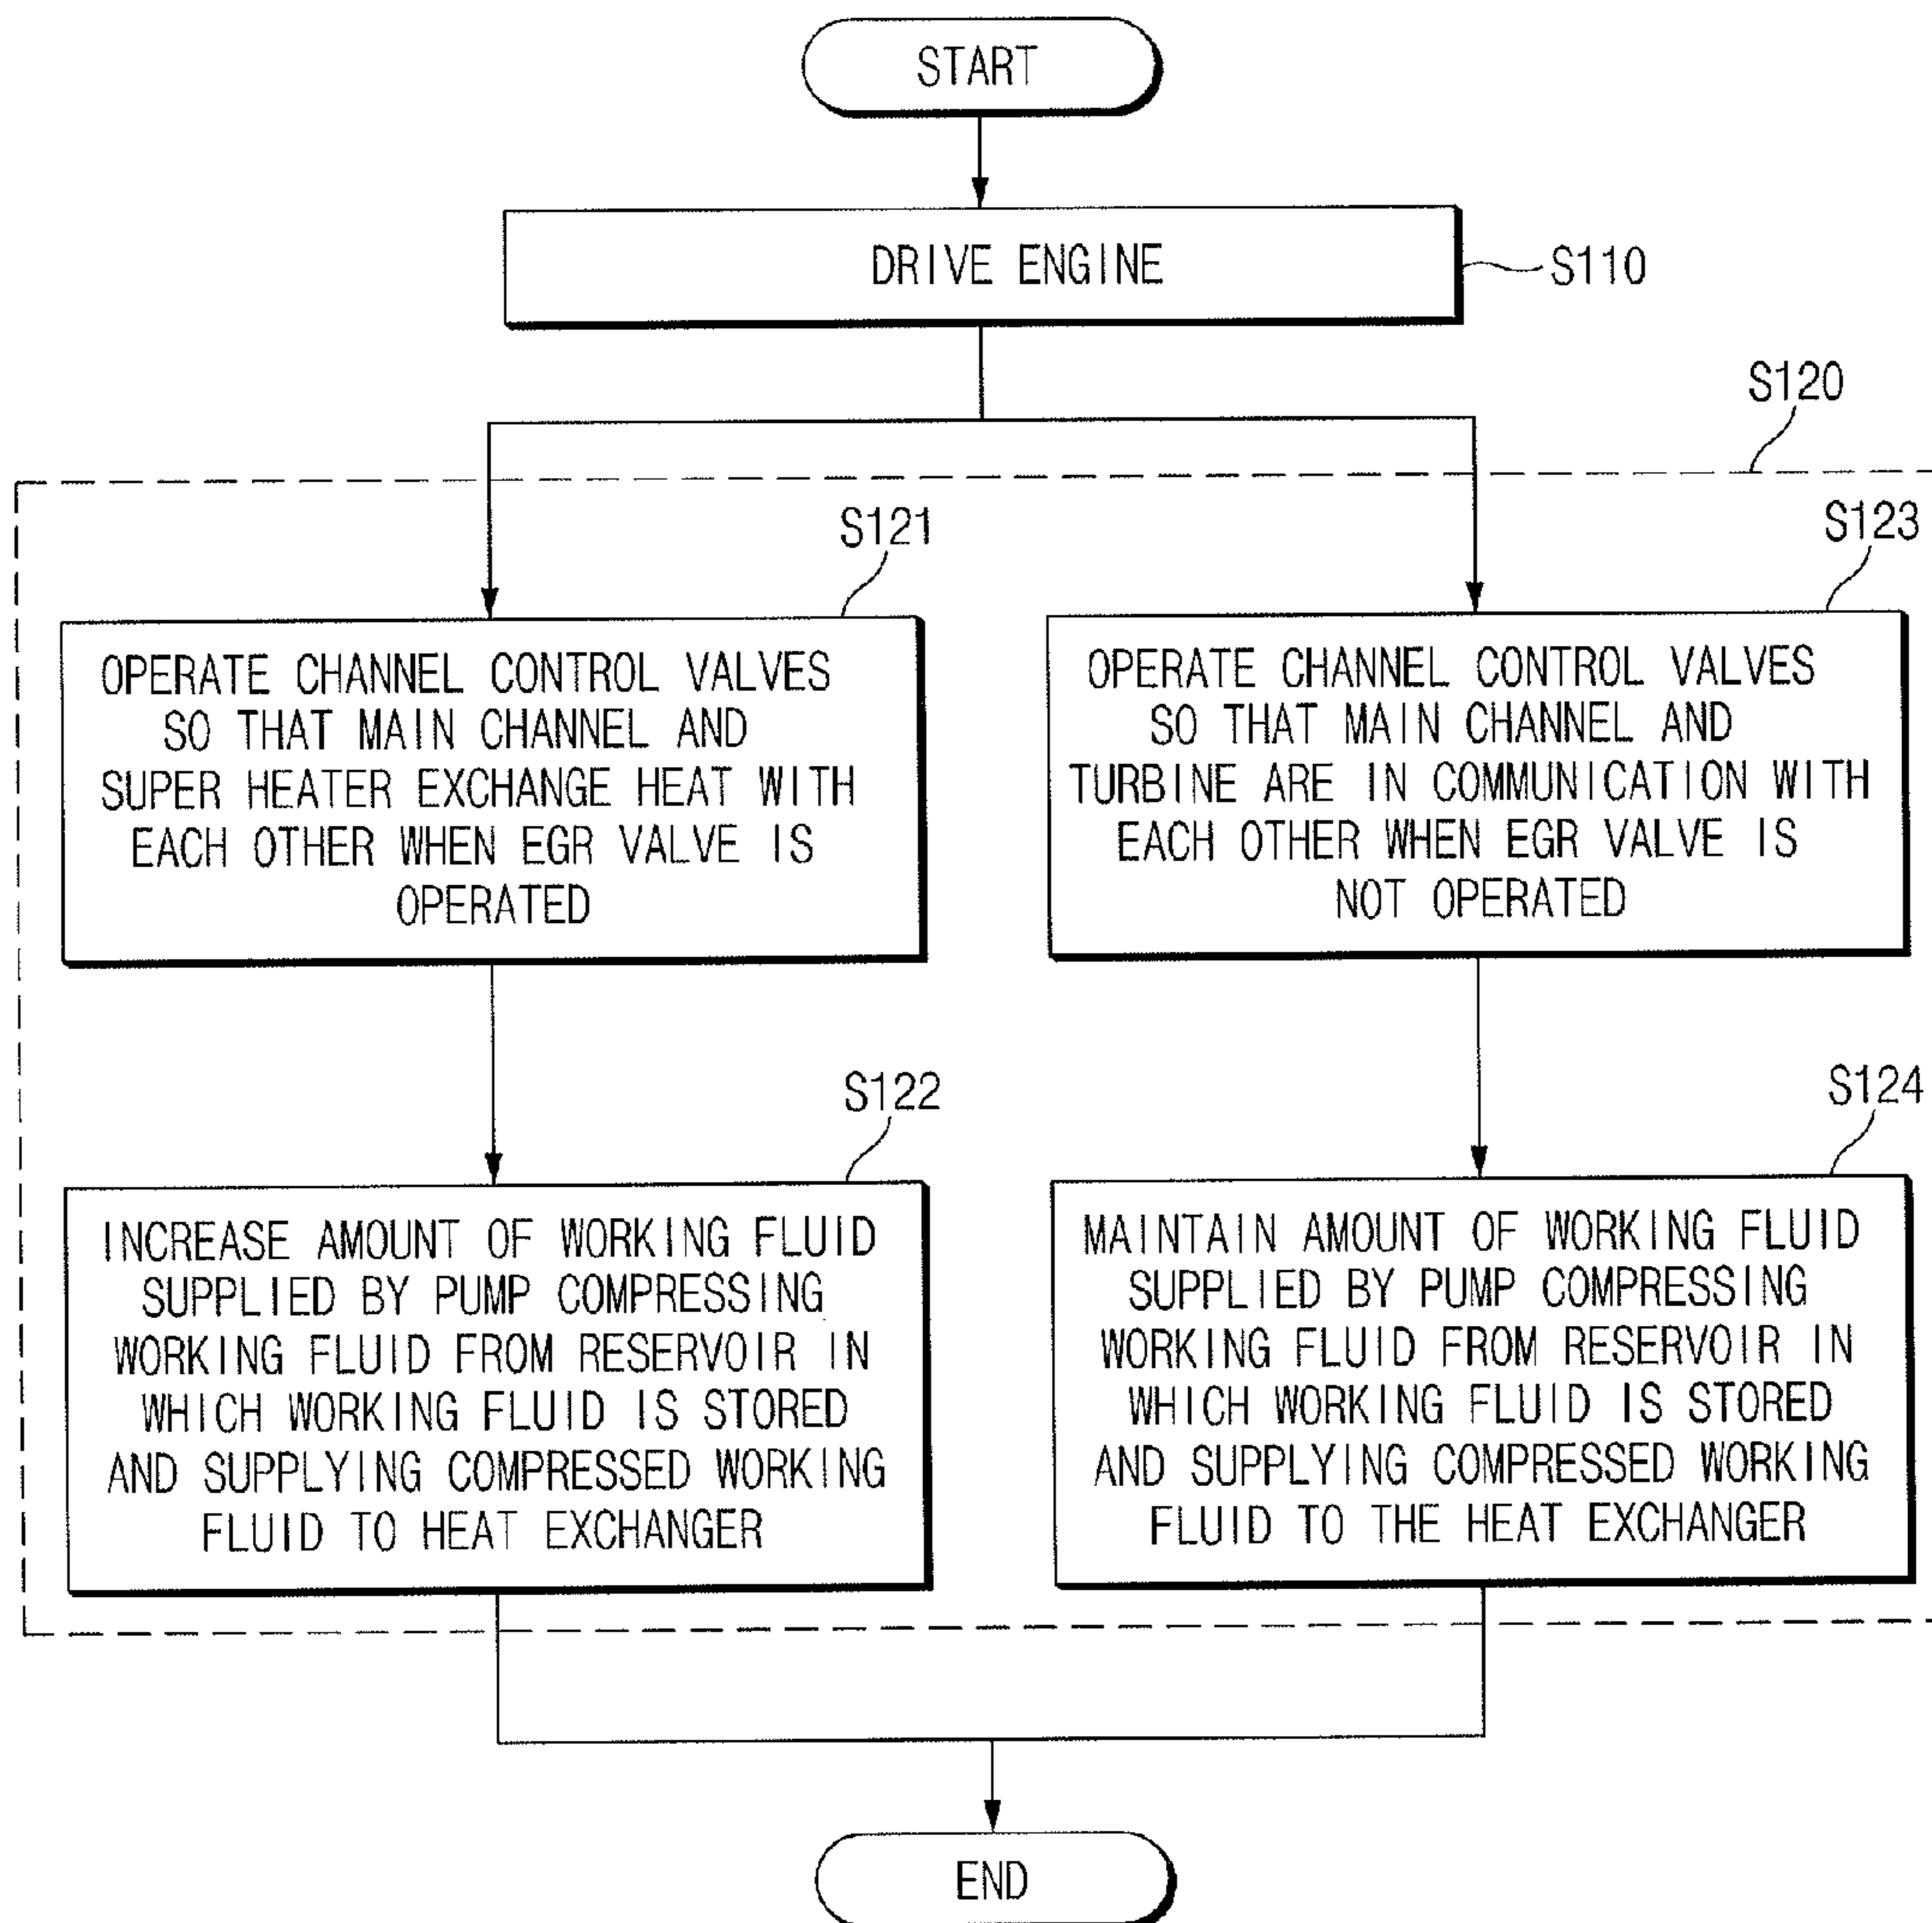 START
DRIVE ENGINE
S110
S120
S121
OPERATE CHANNEL CONTROL VALVES
SO THAT MAIN CHANNEL AND
SUPER HEATER EXCHANGE HEAT WITH
EACH OTHER WHEN EGR VALVE IS
OPERATED
S123
OPERATE CHANNEL CONTROL VALVES
SO THAT MAIN CHANNEL AND
TURBINE ARE IN COMMUNICATION WITH
EACH OTHER WHEN EGR VALVE IS
NOT OPERATED
S122
INCREASE AMOUNT OF WORKING FLUID
SUPPLIED BY PUMP COMPRESSING
WORKING FLUID FROM RESERVOIR IN
WHICH WORKING FLUID IS STORED
AND SUPPLYING COMPRESSED WORKING
FLUID TO HEAT EXCHANGER
S124
MAINTAIN AMOUNT OF WORKING FLUID
SUPPLIED BY PUMP COMPRESSING
WORKING FLUID FROM RESERVOIR IN
WHICH WORKING FLUID IS STORED
AND SUPPLYING COMPRESSED WORKING
FLUID TO THE HEAT EXCHANGER
END